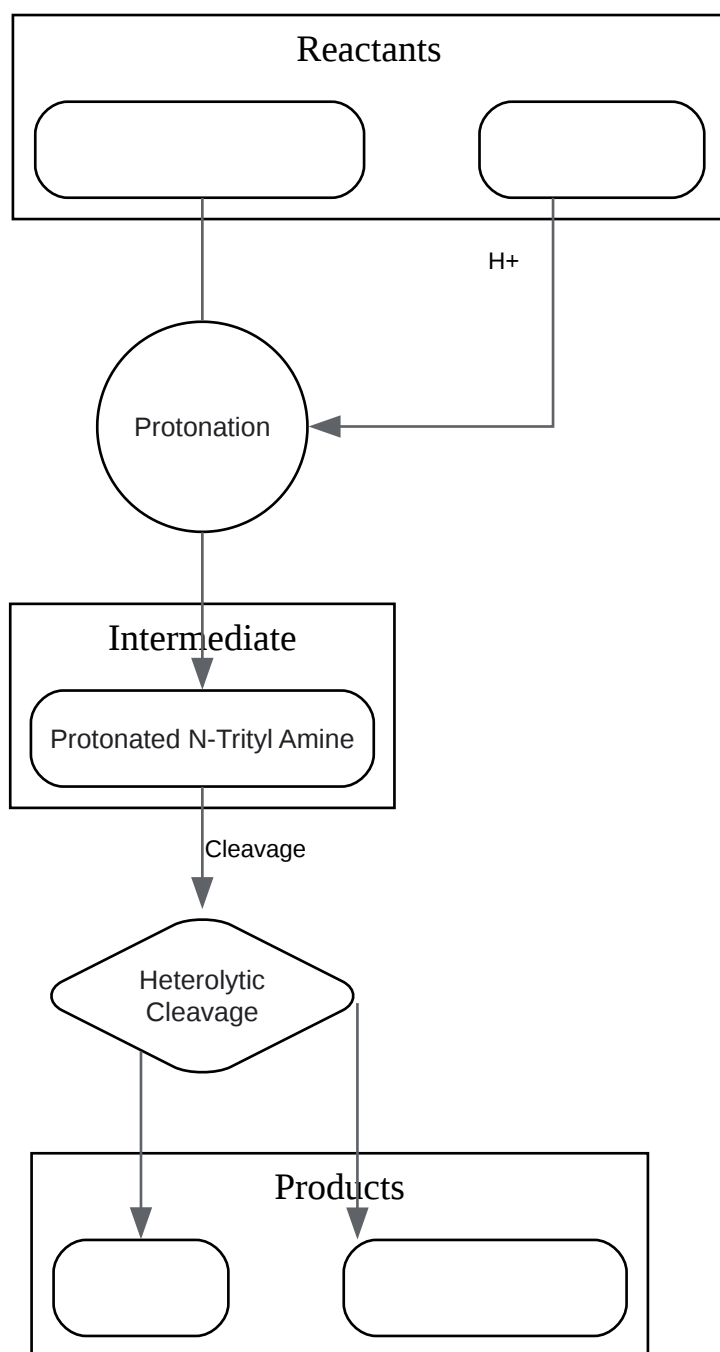 Reactants
H+
Protonation
Intermediate
Protonated N-Trityl Amine
Cleavage
Heterolytic
Cleavage
Products